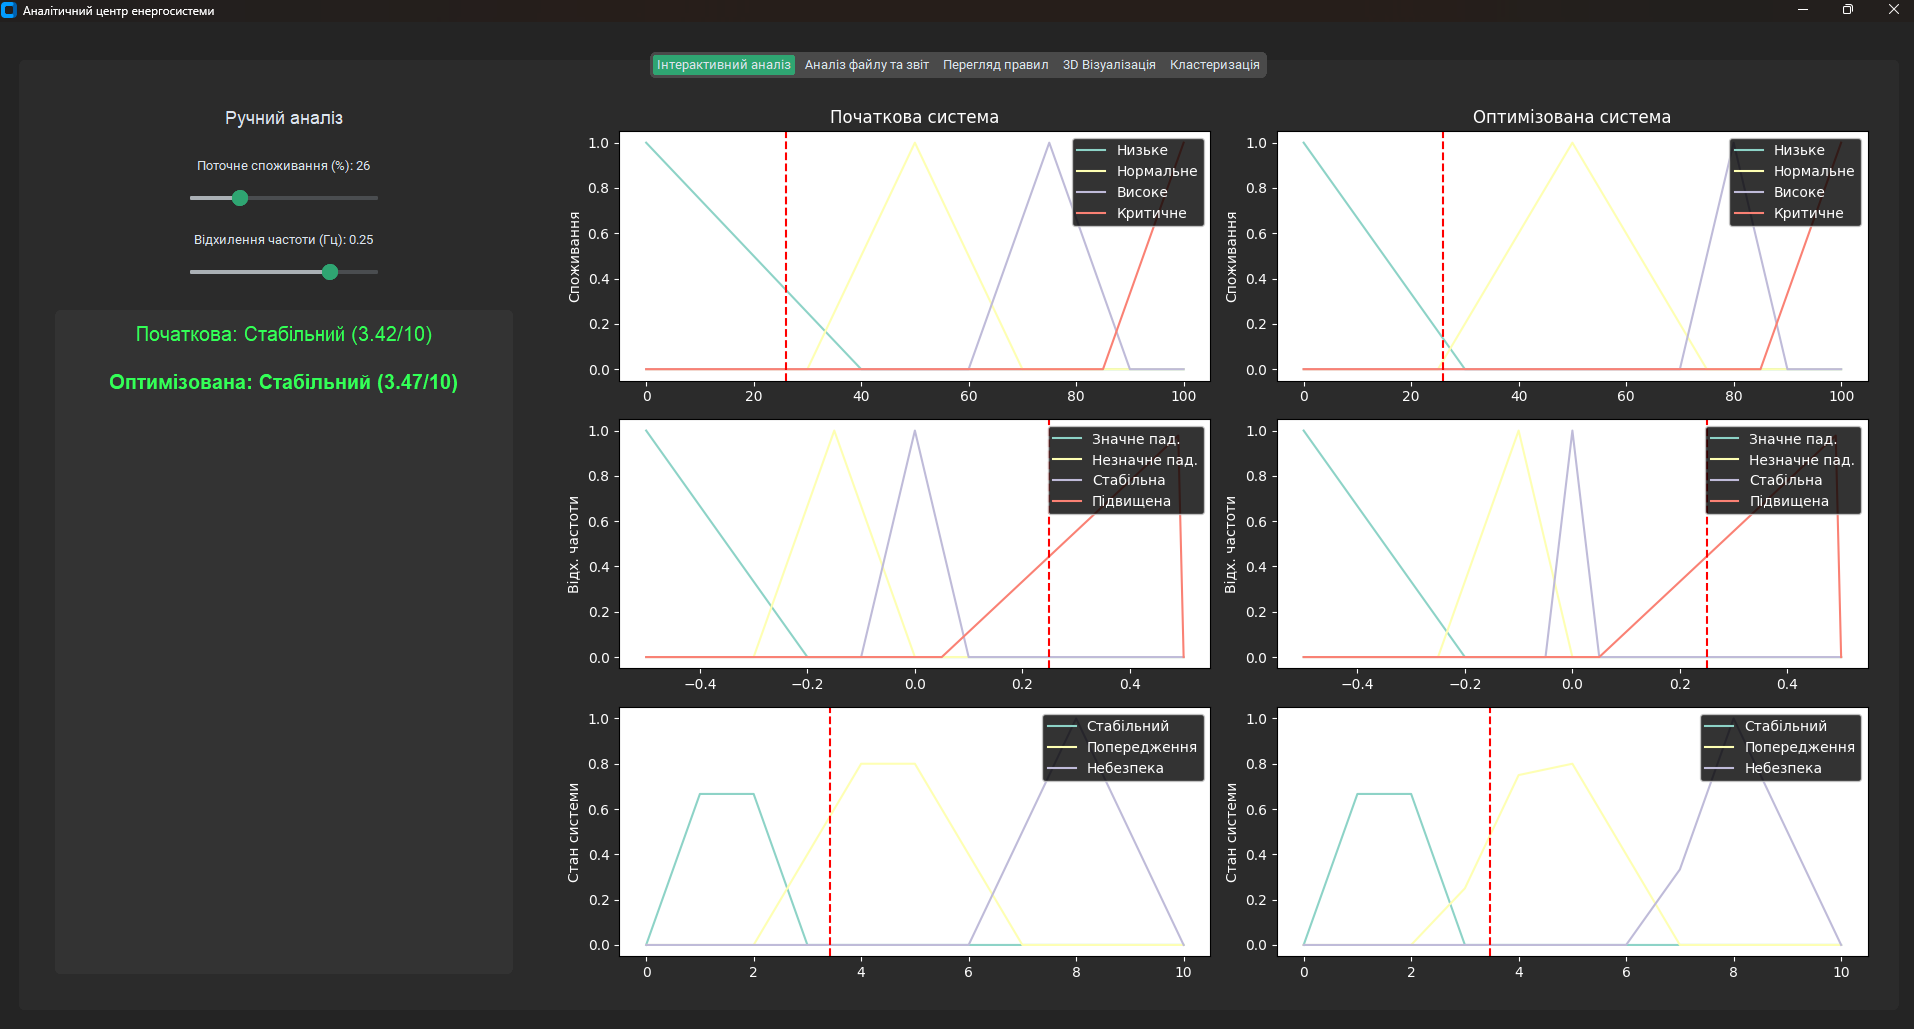 Аналітичний центр енергосистеми
Інтерактивний аналіз Аналіз файлу та звіт Перегляд правил 3D Візуалізація Кластеризація
Ручний аналіз
Поточне споживання (%): 26
Відхилення частоти (Гц): 0.25
Початкова: Стабільний (3.42/10)
Оптимізована: Стабільний (3.47/10)
Початкова система
Споживання
1.0
0.8
0.6
0.4
0.2
0.0
0 20 40 60 80 100
Низьке
Нормальне
Високе
Критичне
Оптимізована система
Споживання
1.0
0.8
0.6
0.4
0.2
0.0
0 20 40 60 80 100
Низьке
Нормальне
Високе
Критичне
Відх. частоти
1.0
0.8
0.6
0.4
0.2
0.0
−0.4 −0.2 0.0 0.2 0.4
Значне пад.
Незначне пад.
Стабільна
Підвищена
Відх. частоти
1.0
0.8
0.6
0.4
0.2
0.0
−0.4 −0.2 0.0 0.2 0.4
Значне пад.
Незначне пад.
Стабільна
Підвищена
Стан системи
1.0
0.8
0.6
0.4
0.2
0.0
0 2 4 6 8 10
Стабільний
Попередження
Небезпека
Стан системи
1.0
0.8
0.6
0.4
0.2
0.0
0 2 4 6 8 10
Стабільний
Попередження
Небезпека